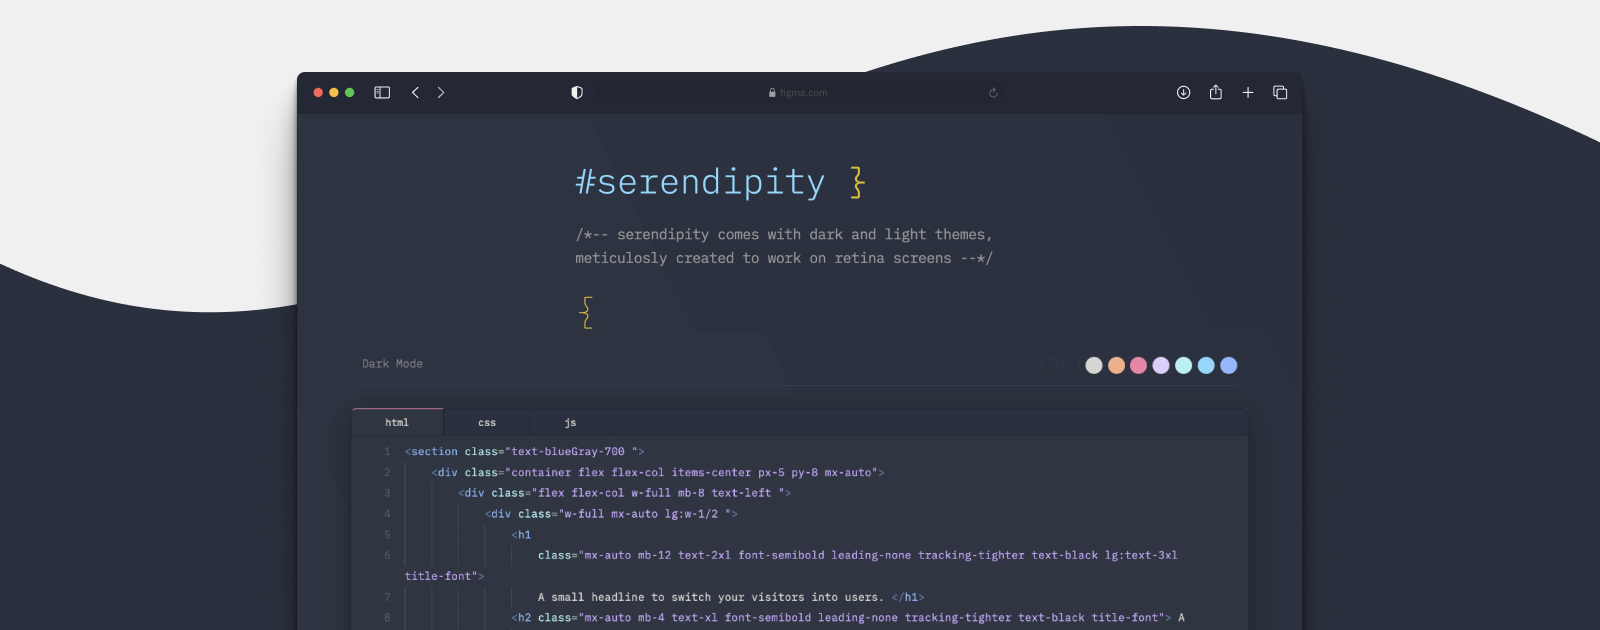 figma.com
#serendipity }
/*-- serendipity comes with dark and light themes,
meticulosly created to work on retina screens --*/
{
Dark Mode
html css js
1 <section class="text-blueGray-700 ">
2 <div class="container flex flex-col items-center px-5 py-8 mx-auto">
3 <div class="flex flex-col w-full mb-8 text-left ">
4 <div class="w-full mx-auto lg:w-1/2 ">
5 <h1
6 class="mx-auto mb-12 text-2xl font-semibold leading-none tracking-tighter text-black lg:text-3xl
title-font">
7 A small headline to switch your visitors into users. </h1>
8 <h2 class="mx-auto mb-4 text-xl font-semibold leading-none tracking-tighter text-black title-font"> A